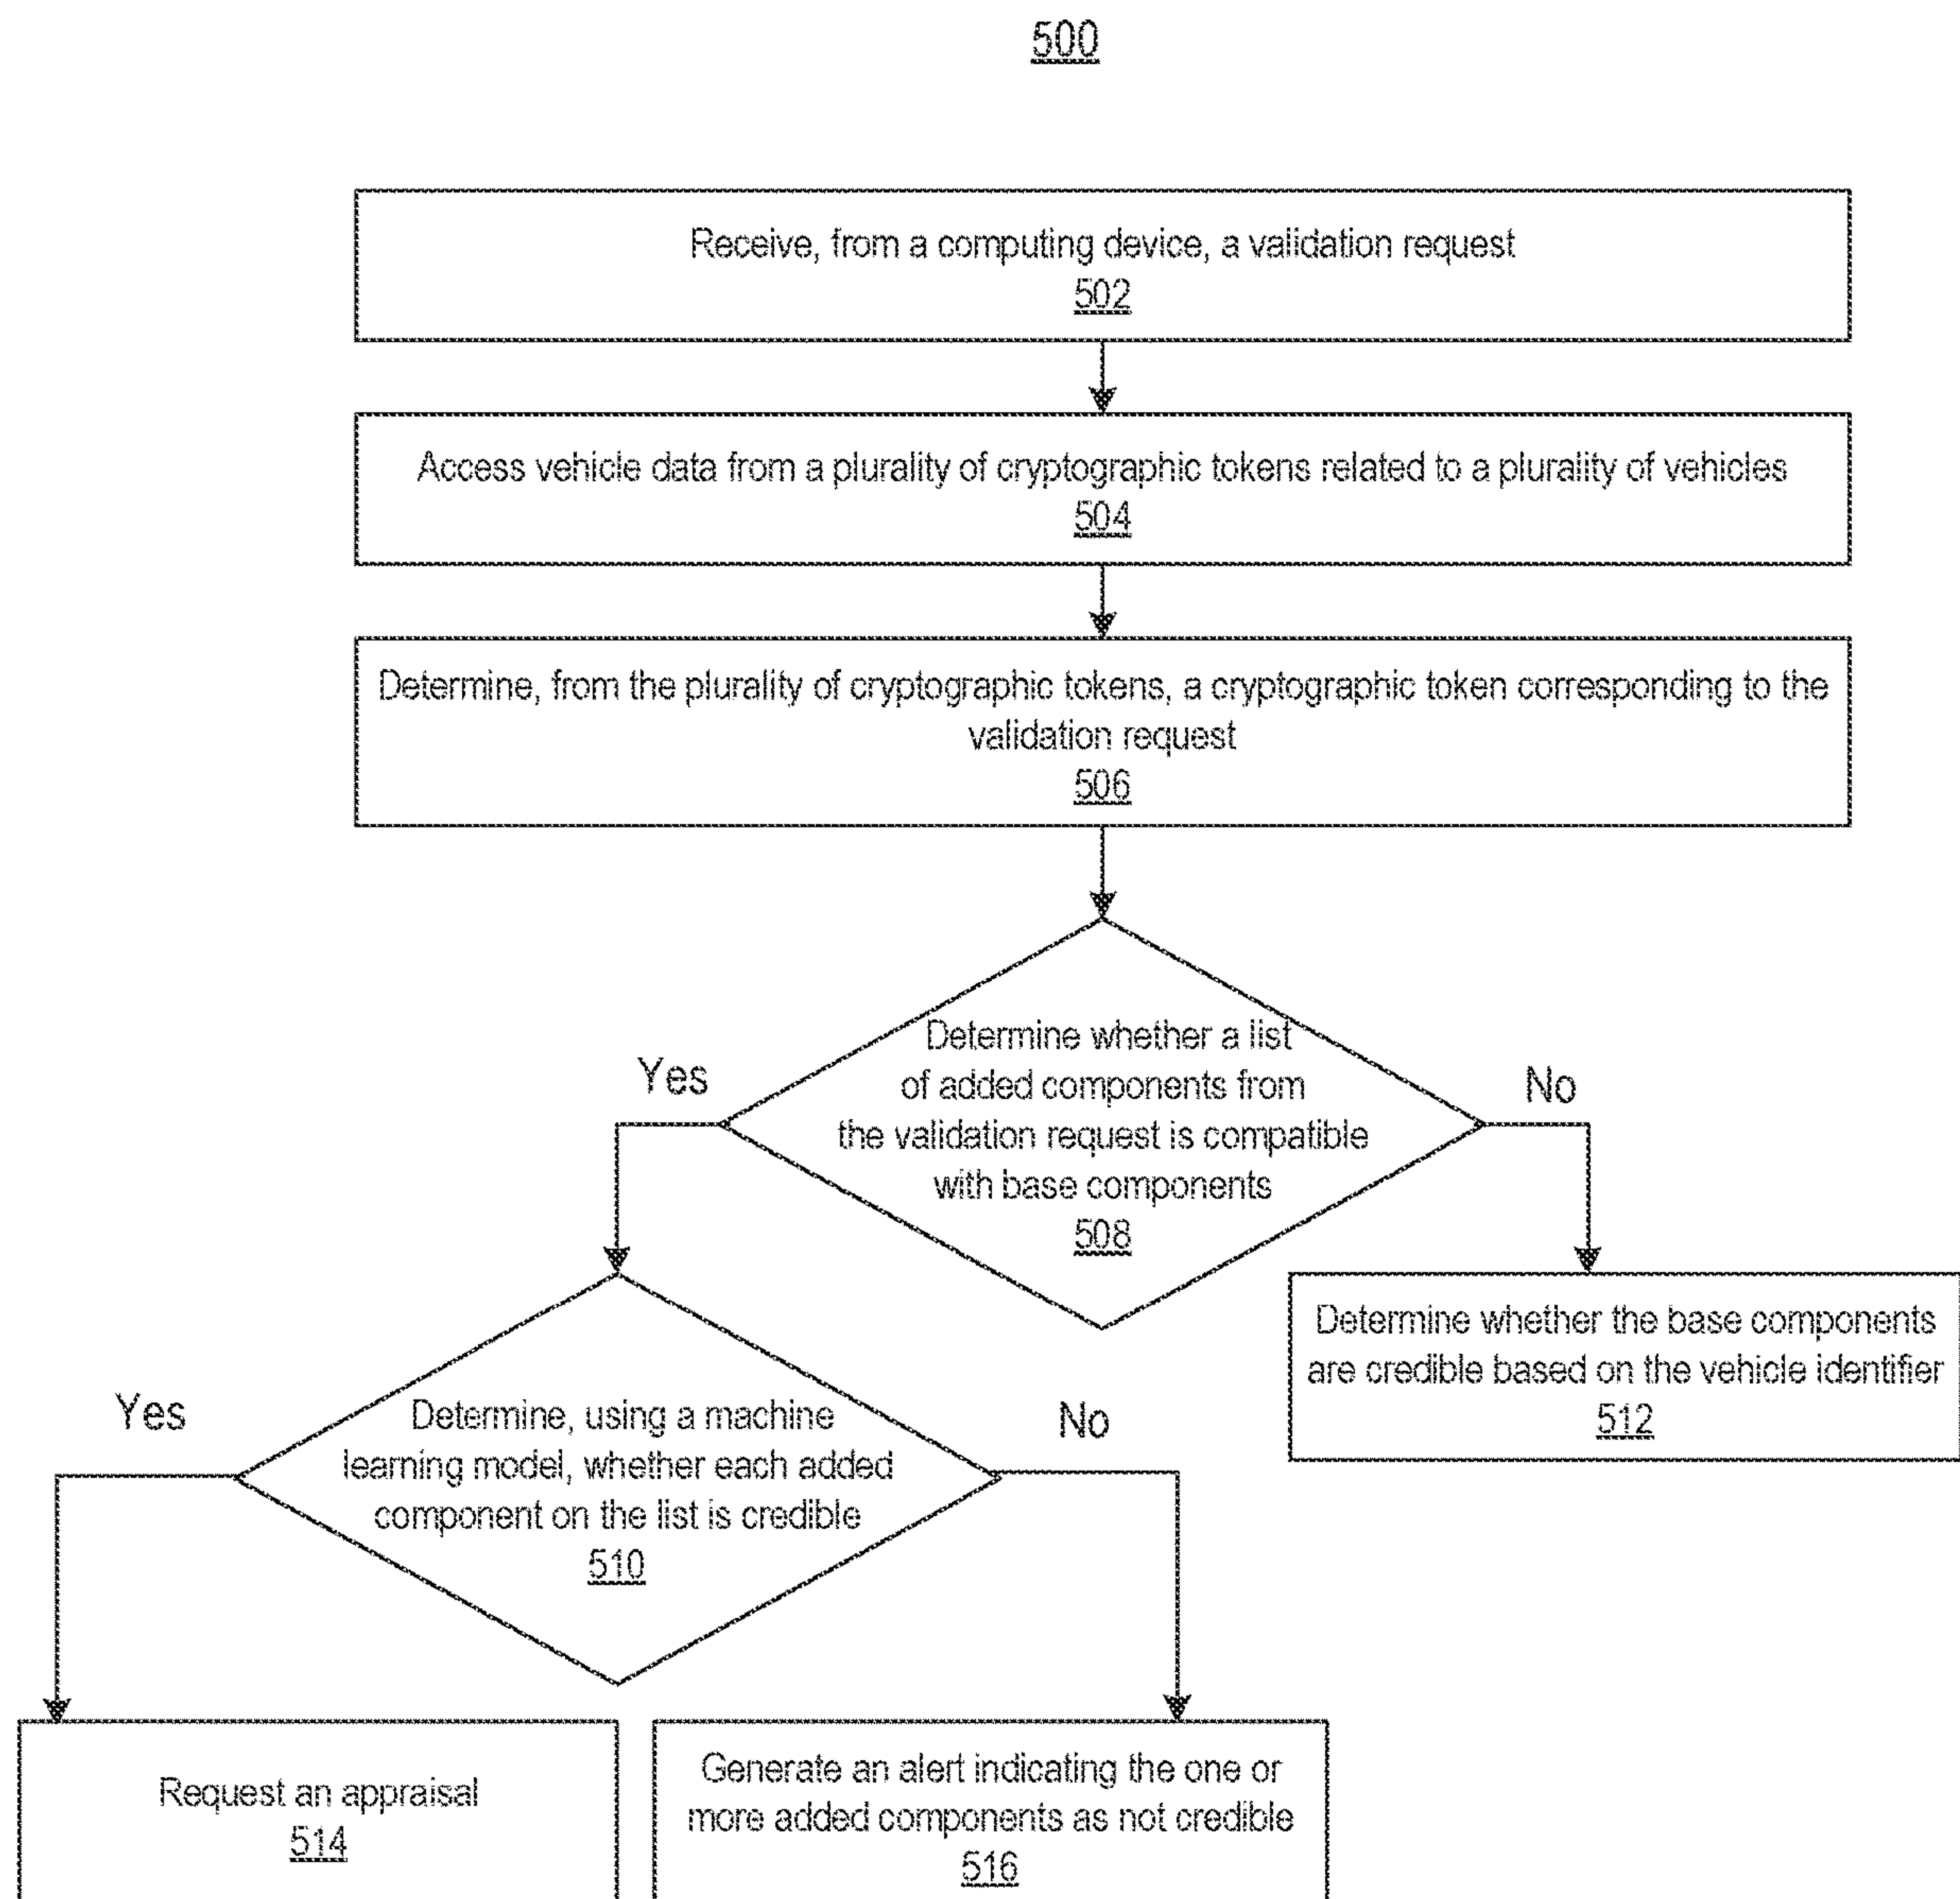 500
Receive, from a computing device, a validation request
502
Access vehicle data from a plurality of cryptographic tokens related to a plurality of vehicles
504
Determine, from the plurality of cryptographic tokens, a cryptographic token corresponding to the
validation request
506
Determine whether a list
of added components from
the validation request is compatible
with base components
508
Yes
No
Determine whether the base components
are credible based on the vehicle identifier
512
Determine, using a machine
learning model, whether each added
component on the list is credible
510
Yes
No
Request an appraisal
514
Generate an alert indicating the one or
more added components as not credible
516